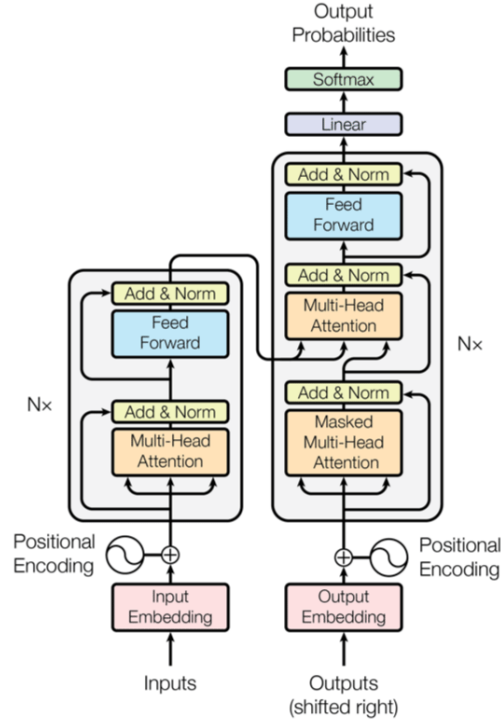 Output
Probabilities
Softmax
Linear
Add & Norm
Feed
Forward
Add & Norm
Multi-Head
Attention
Add & Norm
Masked
Multi-Head
Attention
N×
Add & Norm
Feed
Forward
N×
Add & Norm
Multi-Head
Attention
Positional
Encoding
Positional
Encoding
Input
Embedding
Output
Embedding
Inputs
Outputs
(shifted right)